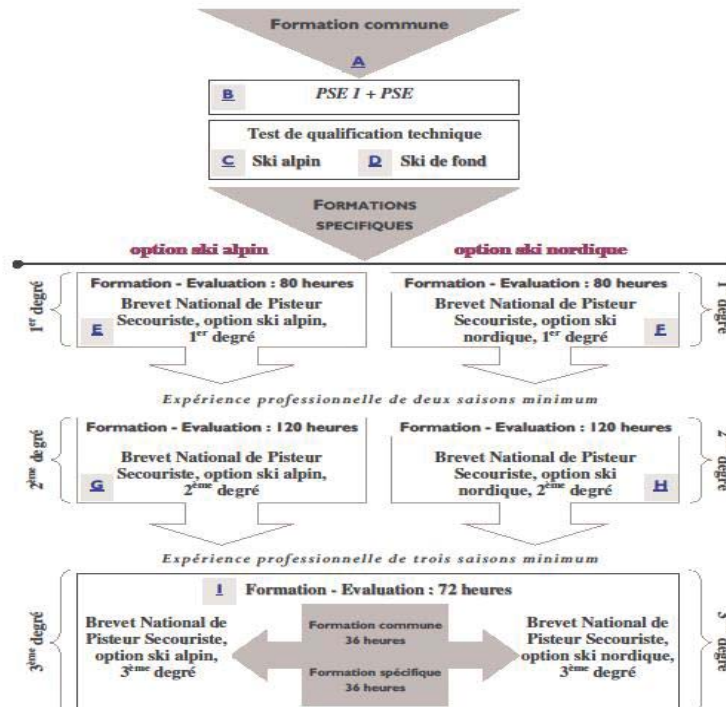 Formation commune
A
B PSE 1 + PSE
Test de qualification technique
C Ski alpin D Ski de fond
FORMATIONS
SPECIFIQUES
option ski alpin option ski nordique
1er degré
Formation - Evaluation : 80 heures
Brevet National de Pisteur
Secouriste, option ski alpin,
E 1er degré
Formation - Evaluation : 80 heures
Brevet National de Pisteur
Secouriste, option ski
nordique, 1er degré F
1 degré
Expérience professionnelle de deux saisons minimum
2ème degré
Formation - Evaluation : 120 heures
Brevet National de Pisteur
Secouriste, option ski alpin,
G 2ème degré
Formation - Evaluation : 120 heures
Brevet National de Pisteur
Secouriste, option ski
nordique, 2ème degré H
degré
Expérience professionnelle de trois saisons minimum
3ème degré
I Formation - Evaluation : 72 heures
Brevet National de
Pisteur Secouriste,
option ski alpin,
3ème degré
Formation commune
36 heures
Formation spécifique
36 heures
Brevet National de
Pisteur Secouriste,
option ski nordique,
3ème degré
degré